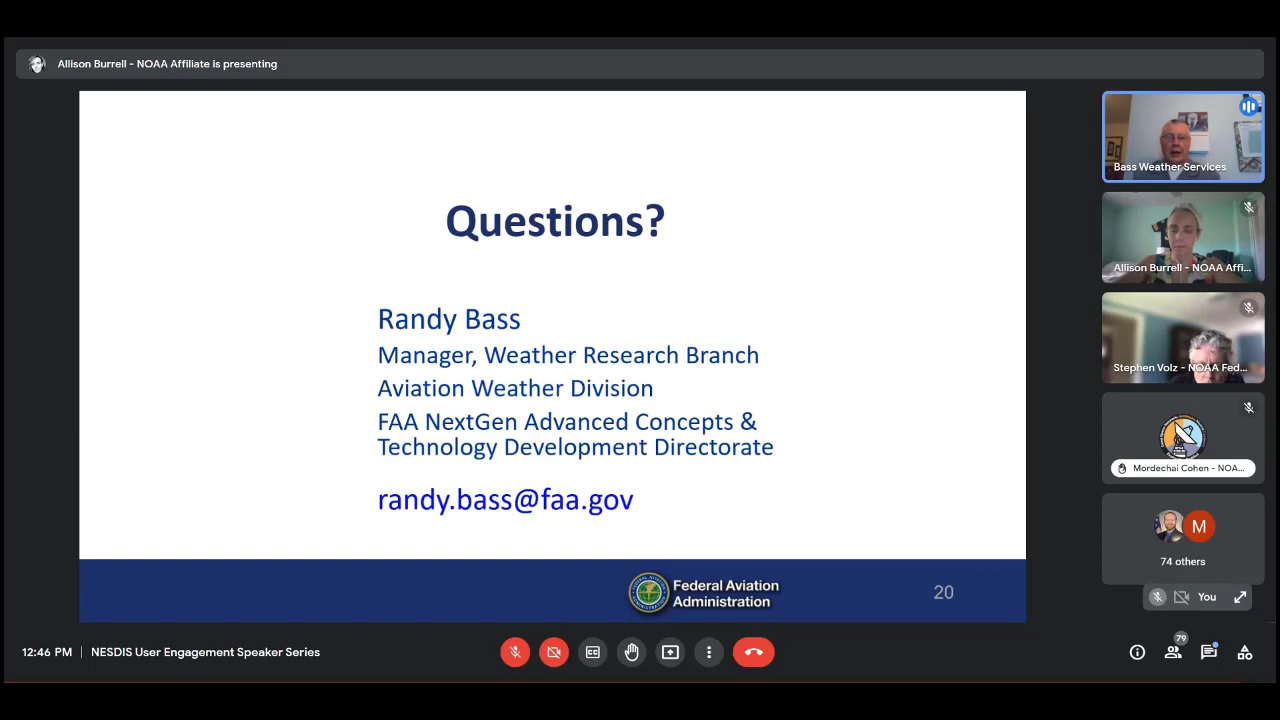 Allison Burrell - NOAA Affiliate is presenting
Questions?
Randy Bass
Manager, Weather Research Branch
Aviation Weather Division
FAA NextGen Advanced Concepts &
Technology Development Directorate
randy.bass@faa.gov
Federal Aviation
Administration
20
Bass Weather Services
Allison Burrell - NOAA Affi...
Stephen Volz - NOAA Fed...
Mordechai Cohen - NOA...
M
74 others
You
12:46 PM | NESDIS User Engagement Speaker Series
CC
79